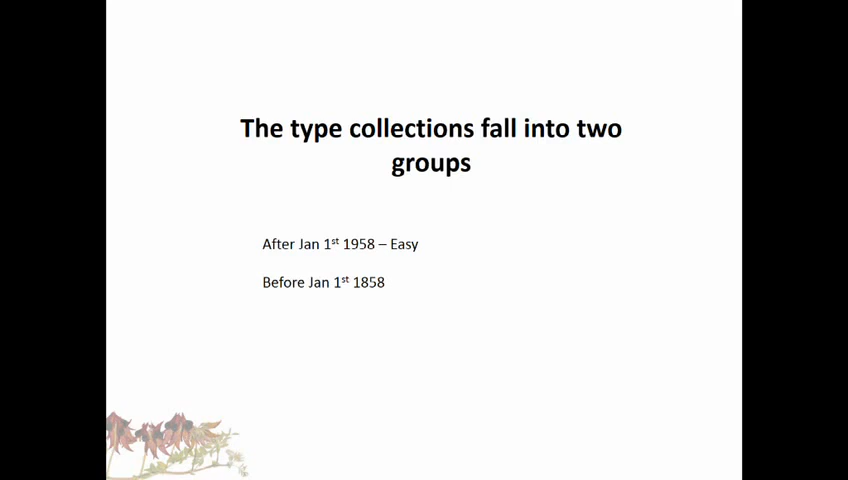 The type collections fall into two
groups
After Jan 1st 1958 – Easy
Before Jan 1st 1858